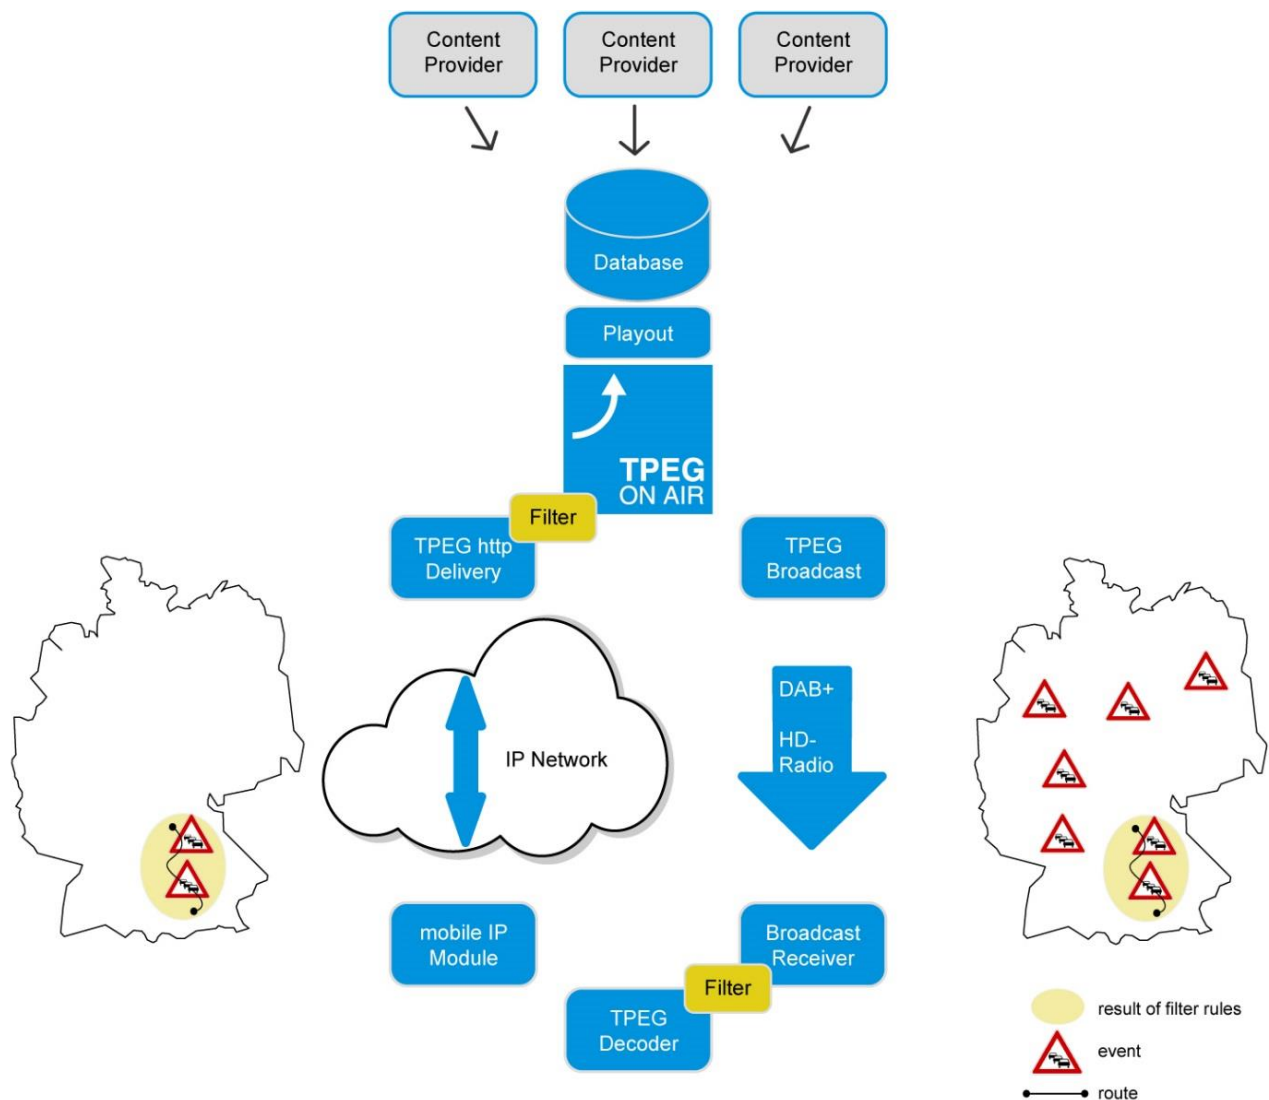 Content
Provider
Content
Provider
Content
Provider
Database
Playout
TPEG
ON AIR
Filter
TPEG http
Delivery
TPEG
Broadcast
IP Network
DAB+
HD-
Radio
mobile IP
Module
Broadcast
Receiver
Filter
TPEG
Decoder
result of filter rules
event
route